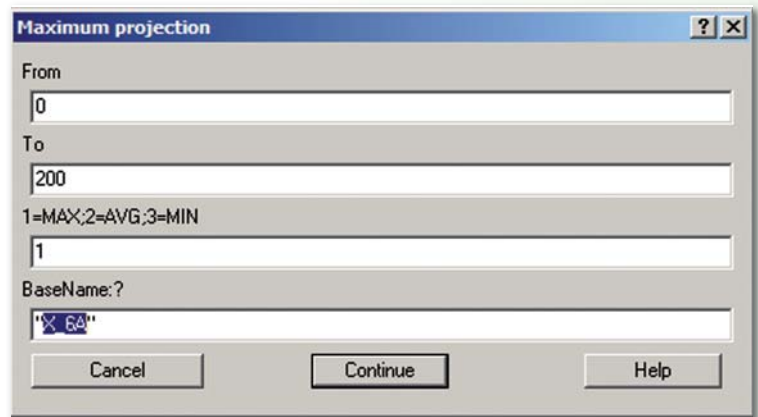 Maximum projection
From
0
To
200
1=MAX;2=AVG;3=MIN
1
BaseName:?
"X_6A"
Cancel Continue Help